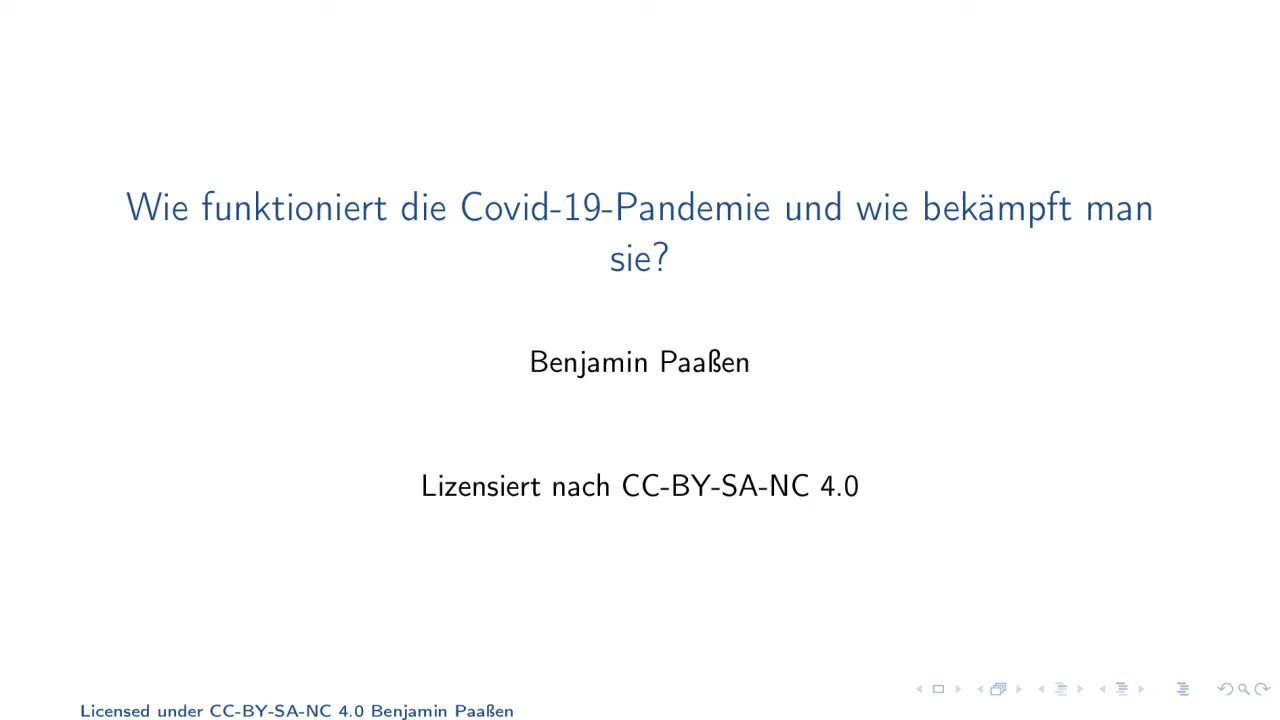 Wie funktioniert die Covid-19-Pandemie und wie bekämpft man
sie?
Benjamin Paaßen
Lizensiert nach CC-BY-SA-NC 4.0
Licensed under CC-BY-SA-NC 4.0 Benjamin Paaßen